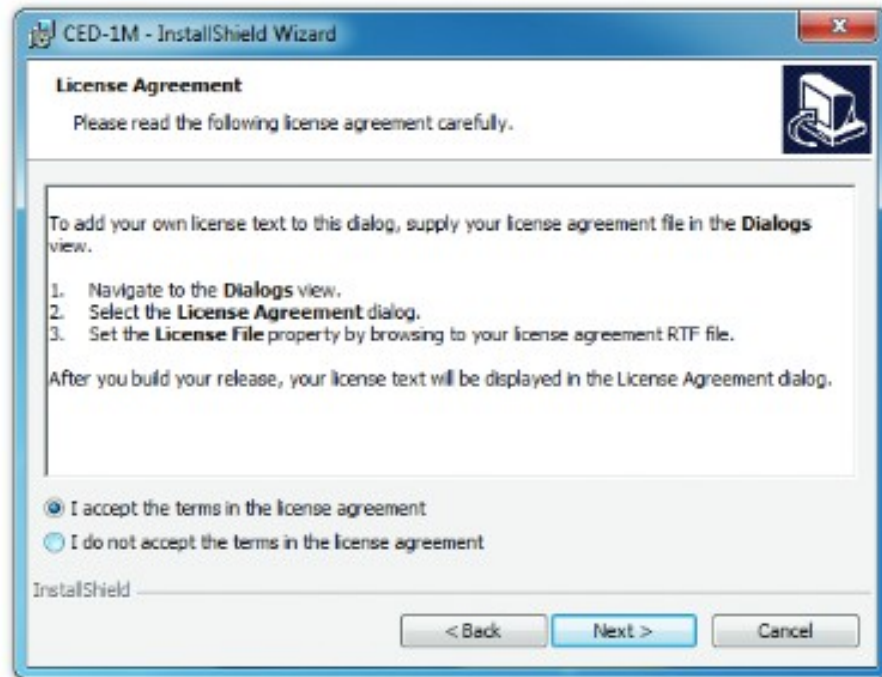 CED-1M - InstallShield Wizard
License Agreement
Please read the following license agreement carefully.
To add your own license text to this dialog, supply your license agreement file in the Dialogs
view.
1. Navigate to the Dialogs view.
2. Select the License Agreement dialog.
3. Set the License File property by browsing to your license agreement RTF file.
After you build your release, your license text will be displayed in the License Agreement dialog.
I accept the terms in the license agreement
I do not accept the terms in the license agreement
InstallShield
< Back Next > Cancel